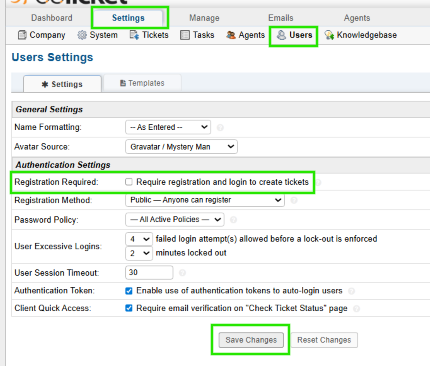 Dashboard Settings Manage Emails Agents
Company System Tickets Tasks Agents Users Knowledgebase
Users Settings
Settings Templates
General Settings
Name Formatting: -- As Entered --
Avatar Source: Gravatar / Mystery Man
Authentication Settings
Registration Required: Require registration and login to create tickets
Registration Method: Public — Anyone can register
Password Policy: — All Active Policies —
User Excessive Logins: 4 failed login attempt(s) allowed before a lock-out is enforced
2 minutes locked out
User Session Timeout: 30
Authentication Token: Enable use of authentication tokens to auto-login users
Client Quick Access: Require email verification on "Check Ticket Status" page
Save Changes Reset Changes